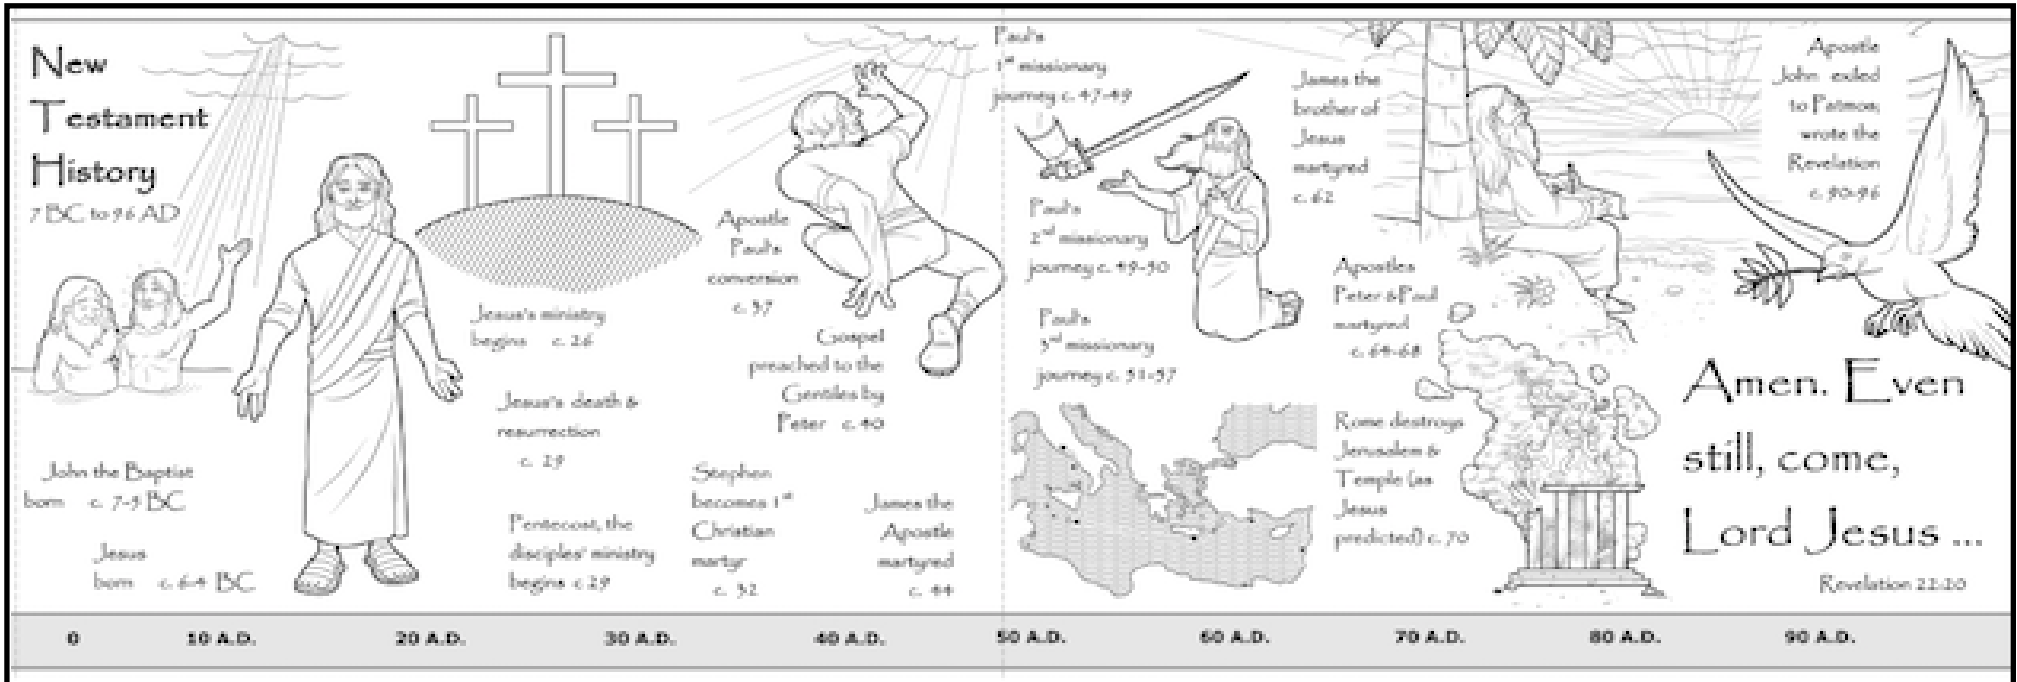 New
Testament
History
7 BC to 96 AD
John the Baptist
born c. 7-5 BC
Jesus
born c. 6-4 BC
Jesus's ministry
begins c. 26
Jesus's death &
resurrection
c. 29
Pentecost, the
disciples' ministry
begins c 29
Apostle
Paul's
conversion
c. 37
Gospel
preached to the
Gentiles by
Peter c. 40
Stephen
becomes 1st
Christian
martyr
c. 32
James the
Apostle
martyred
c. 44
Paul's
1st missionary
journey c. 47-49
Paul's
2nd missionary
journey c. 49-50
Paul's
3rd missionary
journey c. 51-57
James the
brother of
Jesus
martyred
c. 62
Apostles
Peter & Paul
martyred
c. 64-68
Rome destroys
Jerusalem &
Temple (as
Jesus
predicted) c. 70
Apostle
John exiled
to Patmos;
wrote the
Revelation
c. 90-96
Amen. Even
still, come,
Lord Jesus ...
Revelation 22:20
0 10 A.D. 20 A.D. 30 A.D. 40 A.D. 50 A.D. 60 A.D. 70 A.D. 80 A.D. 90 A.D.